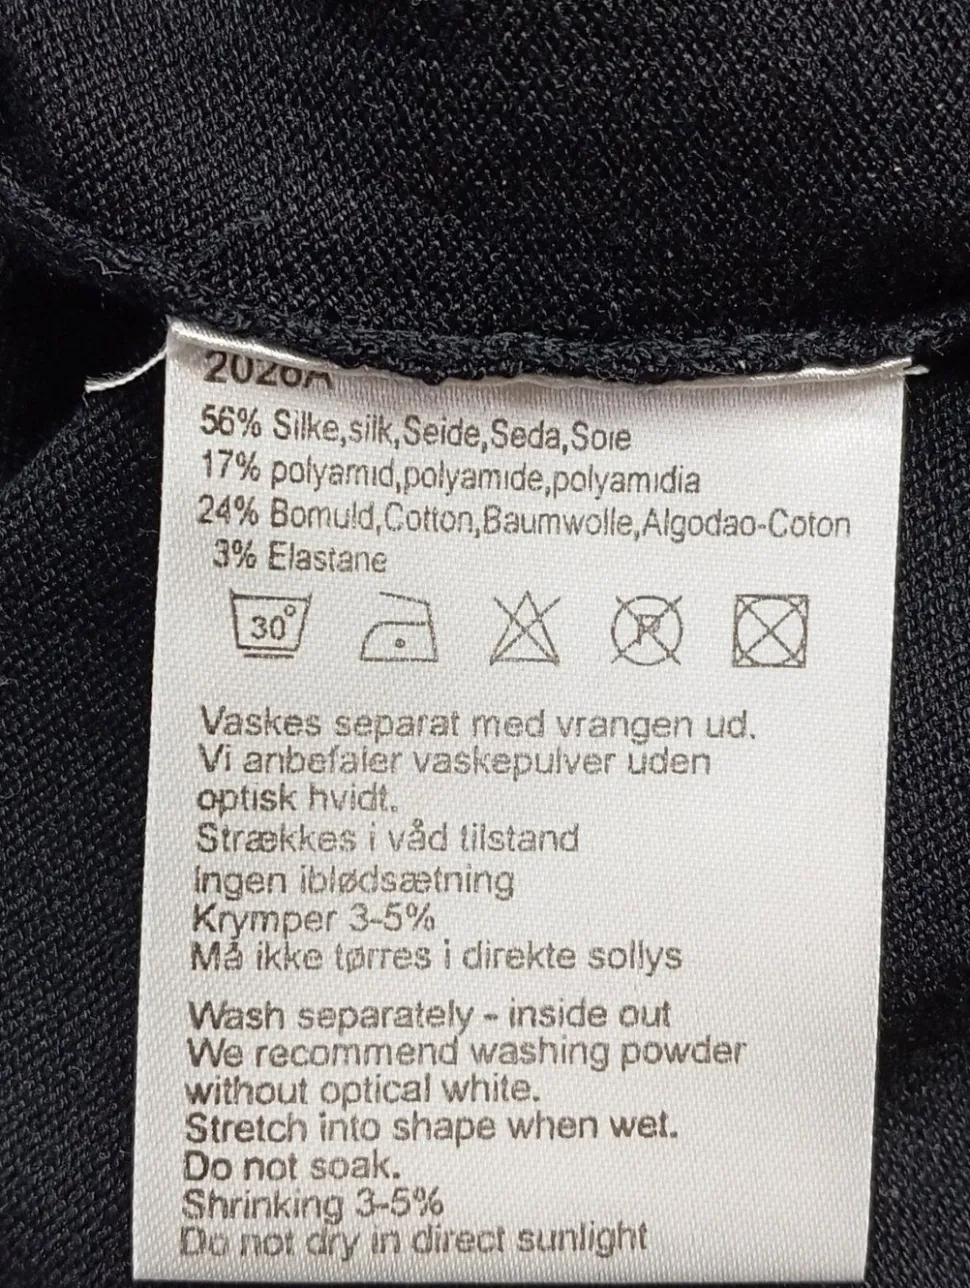 2026A
56% Silke,silk,Seide,Seda,Soie
17% polyamid,polyamide,polyamidia
24% Bomuld,Cotton,Baumwolle,Algodao-Coton
3% Elastane
30°
P
Vaskes separat med vrangen ud.
Vi anbefaler vaskepulver uden
optisk hvidt.
Strækkes i våd tilstand
Ingen iblødsætning
Krymper 3-5%
Må ikke tørres i direkte sollys
Wash separately - inside out
We recommend washing powder
without optical white.
Stretch into shape when wet.
Do not soak.
Shrinking 3-5%
Do not dry in direct sunlight